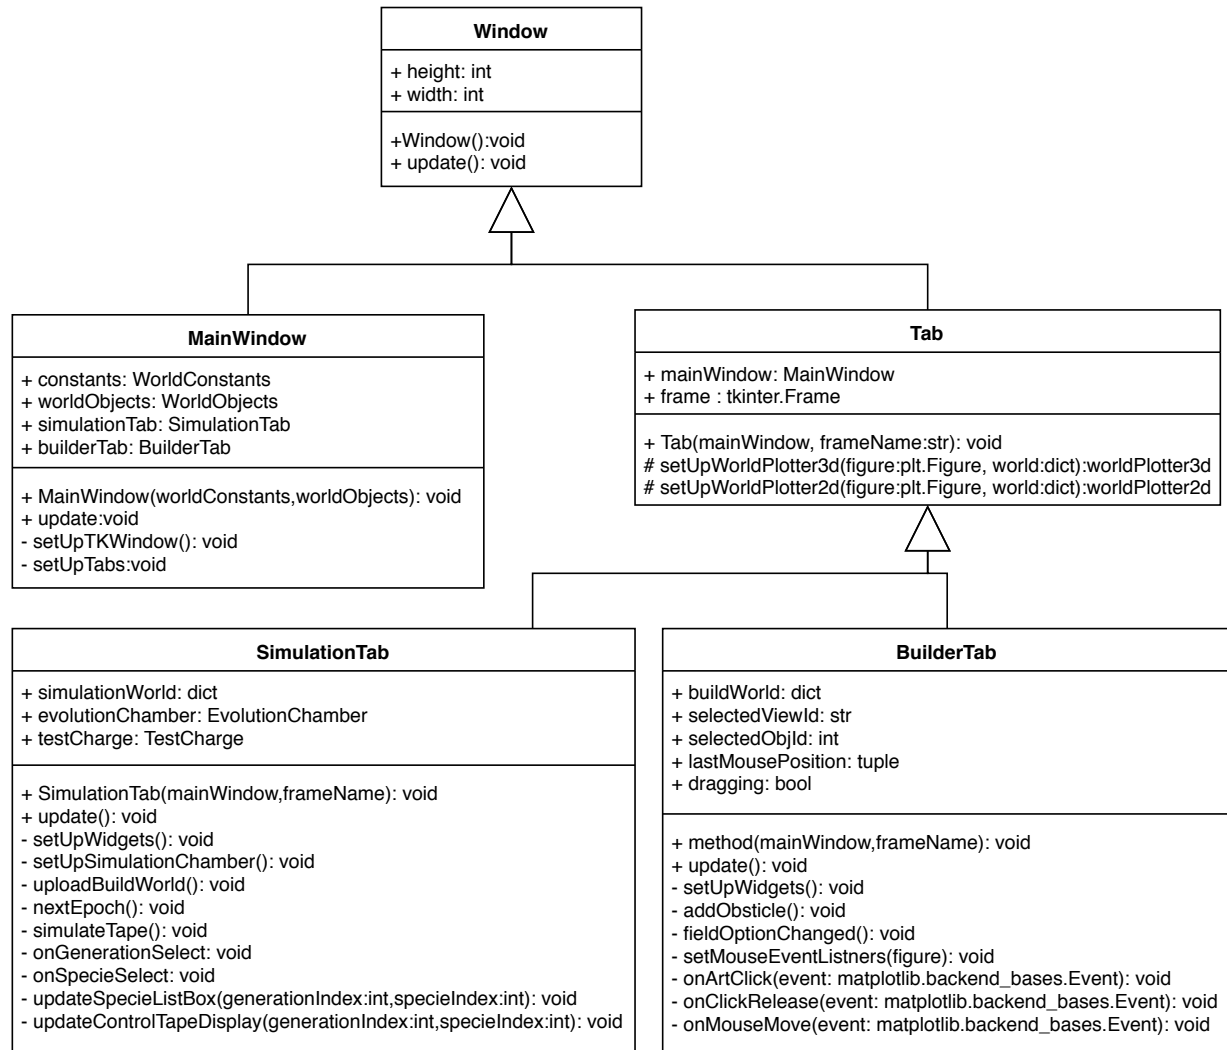 Window
+ height: int
+ width: int
+Window():void
+ update(): void
MainWindow
+ constants: WorldConstants
+ worldObjects: WorldObjects
+ simulationTab: SimulationTab
+ builderTab: BuilderTab
+ MainWindow(worldConstants,worldObjects): void
+ update:void
- setUpTKWindow(): void
- setUpTabs:void
Tab
+ mainWindow: MainWindow
+ frame : tkinter.Frame
+ Tab(mainWindow, frameName:str): void
# setUpWorldPlotter3d(figure:plt.Figure, world:dict):worldPlotter3d
# setUpWorldPlotter2d(figure:plt.Figure, world:dict):worldPlotter2d
SimulationTab
+ simulationWorld: dict
+ evolutionChamber: EvolutionChamber
+ testCharge: TestCharge
+ SimulationTab(mainWindow,frameName): void
+ update(): void
- setUpWidgets(): void
- setUpSimulationChamber(): void
- uploadBuildWorld(): void
- nextEpoch(): void
- simulateTape(): void
- onGenerationSelect: void
- onSpecieSelect: void
- updateSpecieListBox(generationIndex:int,specieIndex:int): void
- updateControlTapeDisplay(generationIndex:int,specieIndex:int): void
BuilderTab
+ buildWorld: dict
+ selectedViewId: str
+ selectedObjId: int
+ lastMousePosition: tuple
+ dragging: bool
+ method(mainWindow,frameName): void
+ update(): void
- setUpWidgets(): void
- addObsticle(): void
- fieldOptionChanged(): void
- setMouseEventListners(figure): void
- onArtClick(event: matplotlib.backend_bases.Event): void
- onClickRelease(event: matplotlib.backend_bases.Event): void
- onMouseMove(event: matplotlib.backend_bases.Event): void